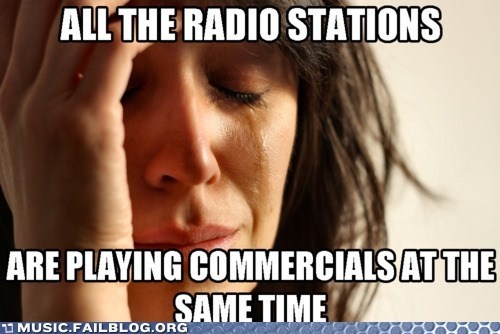 ALL THE RADIO STATIONS
ARE PLAYING COMMERCIALS AT THE
SAME TIME
MUSIC.FAILBLOG.ORG